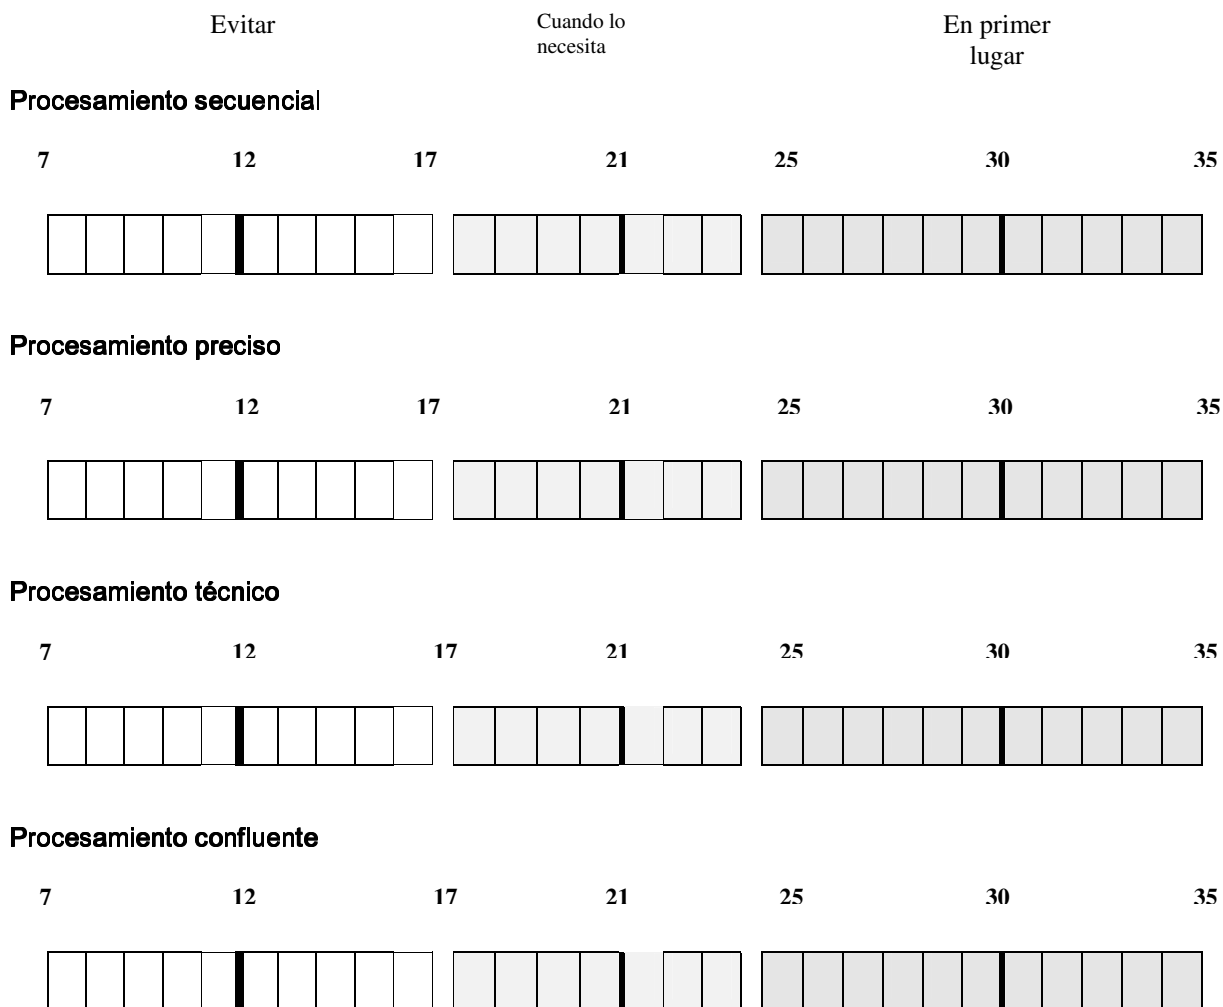 Evitar
Cuando lo
necesita
En primer
lugar
Procesamiento secuencial
7 12 17 21 25 30 35
Procesamiento preciso
7 12 17 21 25 30 35
Procesamiento técnico
7 12 17 21 25 30 35
Procesamiento confluente
7 12 17 21 25 30 35